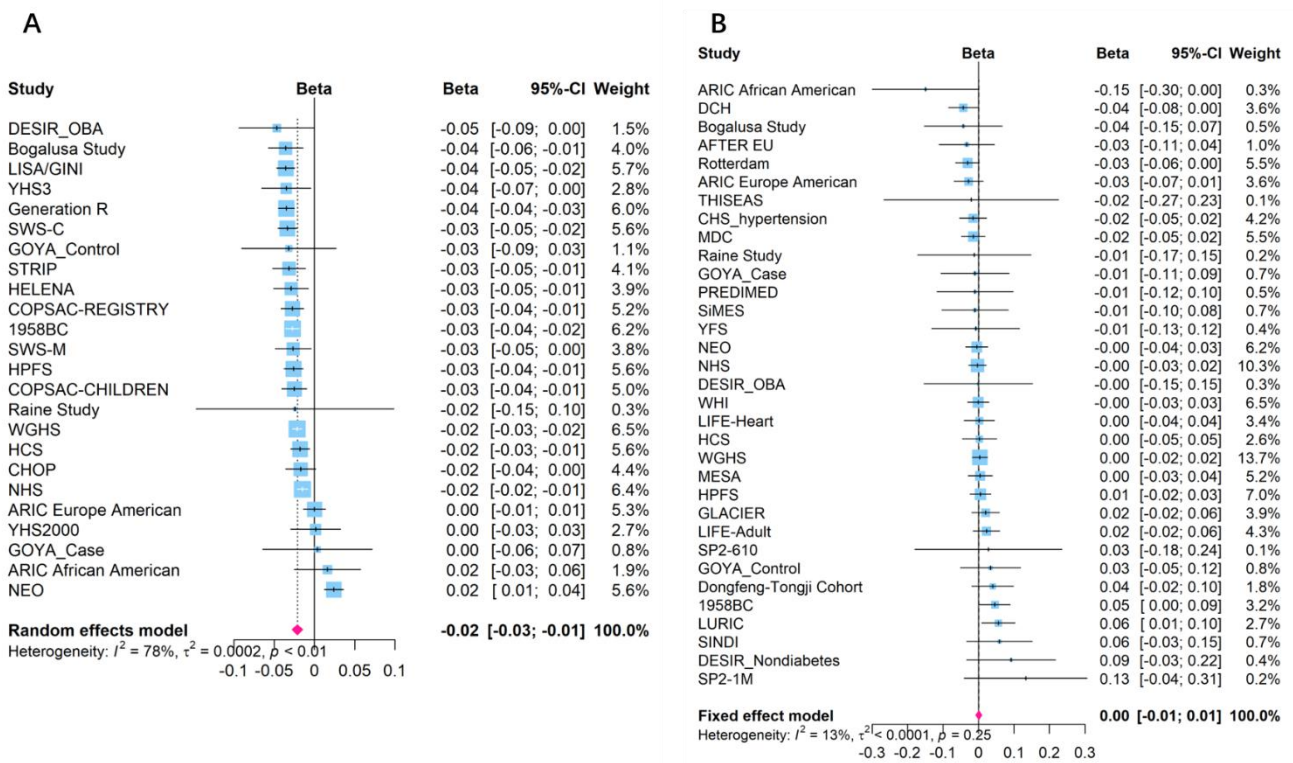 A
Study Beta Beta 95%-CI Weight
DESIR_OBA -0.05 [-0.09; 0.00] 1.5%
Bogalusa Study -0.04 [-0.06; -0.01] 4.0%
LISA/GINI -0.04 [-0.05; -0.02] 5.7%
YHS3 -0.04 [-0.07; 0.00] 2.8%
Generation R -0.04 [-0.04; -0.03] 6.0%
SWS-C -0.03 [-0.05; -0.02] 5.6%
GOYA_Control -0.03 [-0.09; 0.03] 1.1%
STRIP -0.03 [-0.05; -0.01] 4.1%
HELENA -0.03 [-0.05; -0.01] 3.9%
COPSAC-REGISTRY -0.03 [-0.04; -0.01] 5.2%
1958BC -0.03 [-0.04; -0.02] 6.2%
SWS-M -0.03 [-0.05; 0.00] 3.8%
HPFS -0.03 [-0.04; -0.01] 5.6%
COPSAC-CHILDREN -0.03 [-0.04; -0.01] 5.0%
Raine Study -0.02 [-0.15; 0.10] 0.3%
WGHS -0.02 [-0.03; -0.02] 6.5%
HCS -0.02 [-0.03; -0.01] 5.6%
CHOP -0.02 [-0.04; 0.00] 4.4%
NHS -0.02 [-0.02; -0.01] 6.4%
ARIC Europe American 0.00 [-0.01; 0.01] 5.3%
YHS2000 0.00 [-0.03; 0.03] 2.7%
GOYA_Case 0.00 [-0.06; 0.07] 0.8%
ARIC African American 0.02 [-0.03; 0.06] 1.9%
NEO 0.02 [ 0.01; 0.04] 5.6%
Random effects model -0.02 [-0.03; -0.01] 100.0%
Heterogeneity: I² = 78%, τ² = 0.0002, p < 0.01
-0.1 -0.05 0 0.05 0.1
B
Study Beta Beta 95%-CI Weight
ARIC African American -0.15 [-0.30; 0.00] 0.3%
DCH -0.04 [-0.08; 0.00] 3.6%
Bogalusa Study -0.04 [-0.15; 0.07] 0.5%
AFTER EU -0.03 [-0.11; 0.04] 1.0%
Rotterdam -0.03 [-0.06; 0.00] 5.5%
ARIC Europe American -0.03 [-0.07; 0.01] 3.6%
THISEAS -0.02 [-0.27; 0.23] 0.1%
CHS_hypertension -0.02 [-0.05; 0.02] 4.2%
MDC -0.02 [-0.05; 0.02] 5.5%
Raine Study -0.01 [-0.17; 0.15] 0.2%
GOYA_Case -0.01 [-0.11; 0.09] 0.7%
PREDIMED -0.01 [-0.12; 0.10] 0.5%
SiMES -0.01 [-0.10; 0.08] 0.7%
YFS -0.01 [-0.13; 0.12] 0.4%
NEO -0.00 [-0.04; 0.03] 6.2%
NHS -0.00 [-0.03; 0.02] 10.3%
DESIR_OBA -0.00 [-0.15; 0.15] 0.3%
WHI -0.00 [-0.03; 0.03] 6.5%
LIFE-Heart 0.00 [-0.04; 0.04] 3.4%
HCS 0.00 [-0.05; 0.05] 2.6%
WGHS 0.00 [-0.02; 0.02] 13.7%
MESA 0.00 [-0.03; 0.04] 5.2%
HPFS 0.01 [-0.02; 0.03] 7.0%
GLACIER 0.02 [-0.02; 0.06] 3.9%
LIFE-Adult 0.02 [-0.02; 0.06] 4.3%
SP2-610 0.03 [-0.18; 0.24] 0.1%
GOYA_Control 0.03 [-0.05; 0.12] 0.8%
Dongfeng-Tongji Cohort 0.04 [-0.02; 0.10] 1.8%
1958BC 0.05 [ 0.00; 0.09] 3.2%
LURIC 0.06 [ 0.01; 0.10] 2.7%
SINDI 0.06 [-0.03; 0.15] 0.7%
DESIR_Nondiabetes 0.09 [-0.03; 0.22] 0.4%
SP2-1M 0.13 [-0.04; 0.31] 0.2%
Fixed effect model 0.00 [-0.01; 0.01] 100.0%
Heterogeneity: I² = 13%, τ² < 0.0001, p = 0.25
-0.3 -0.2 -0.1 0 0.1 0.2 0.3